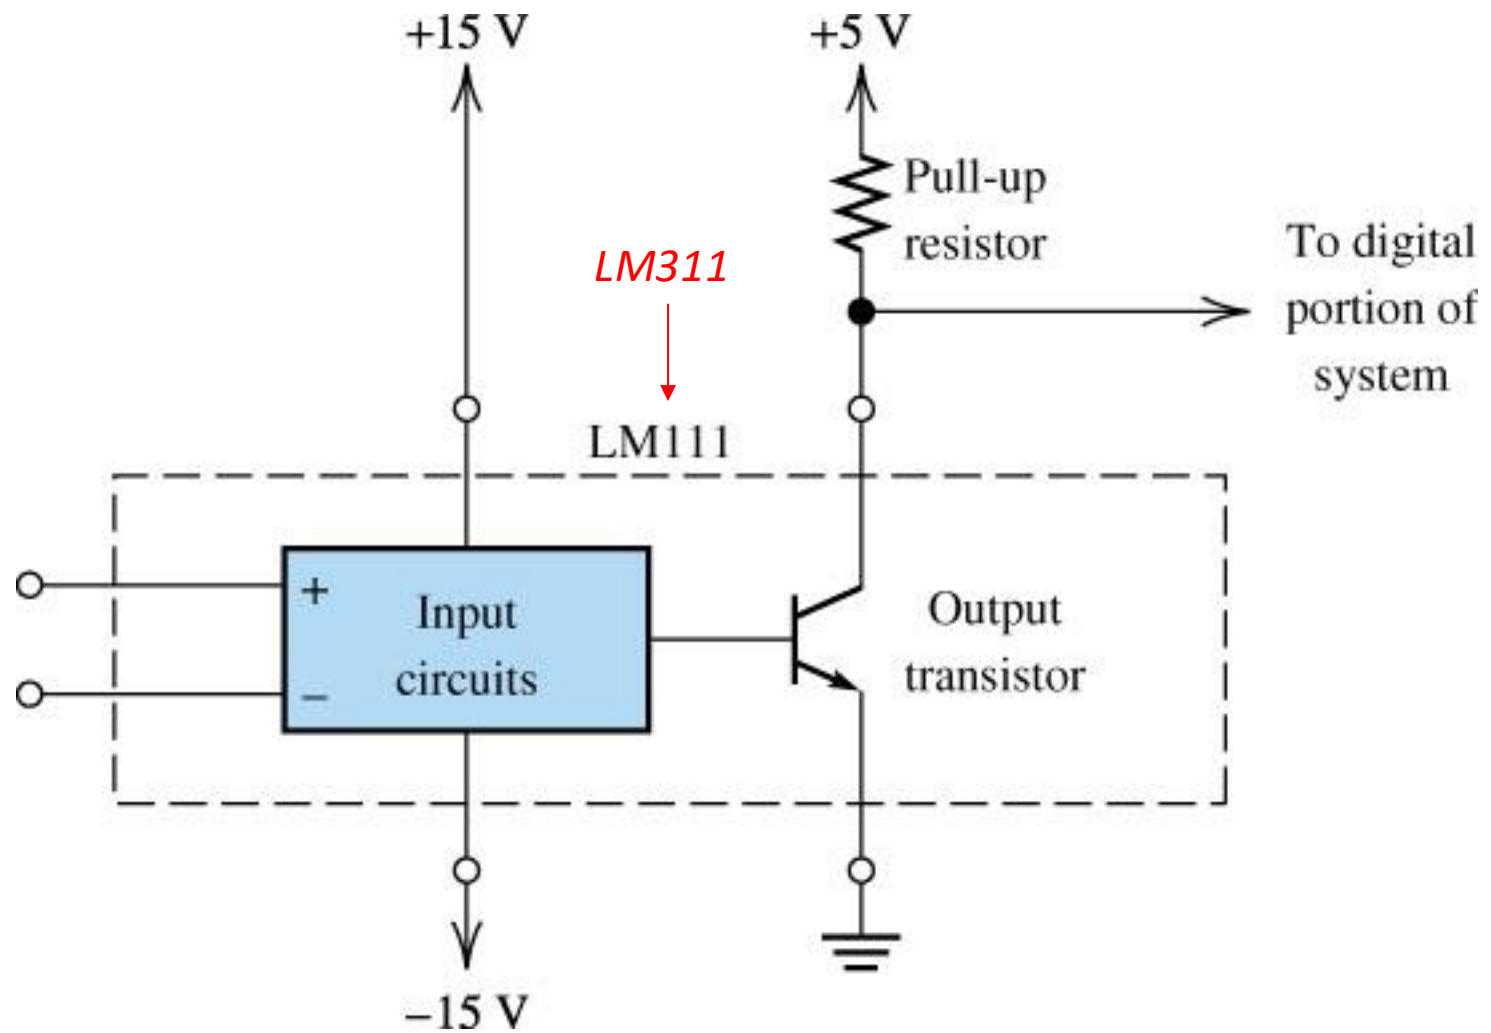 +15 V
+5 V
Pull-up
resistor
LM311
To digital
portion of
system
LM111
+
Input
circuits
−
Output
transistor
−15 V